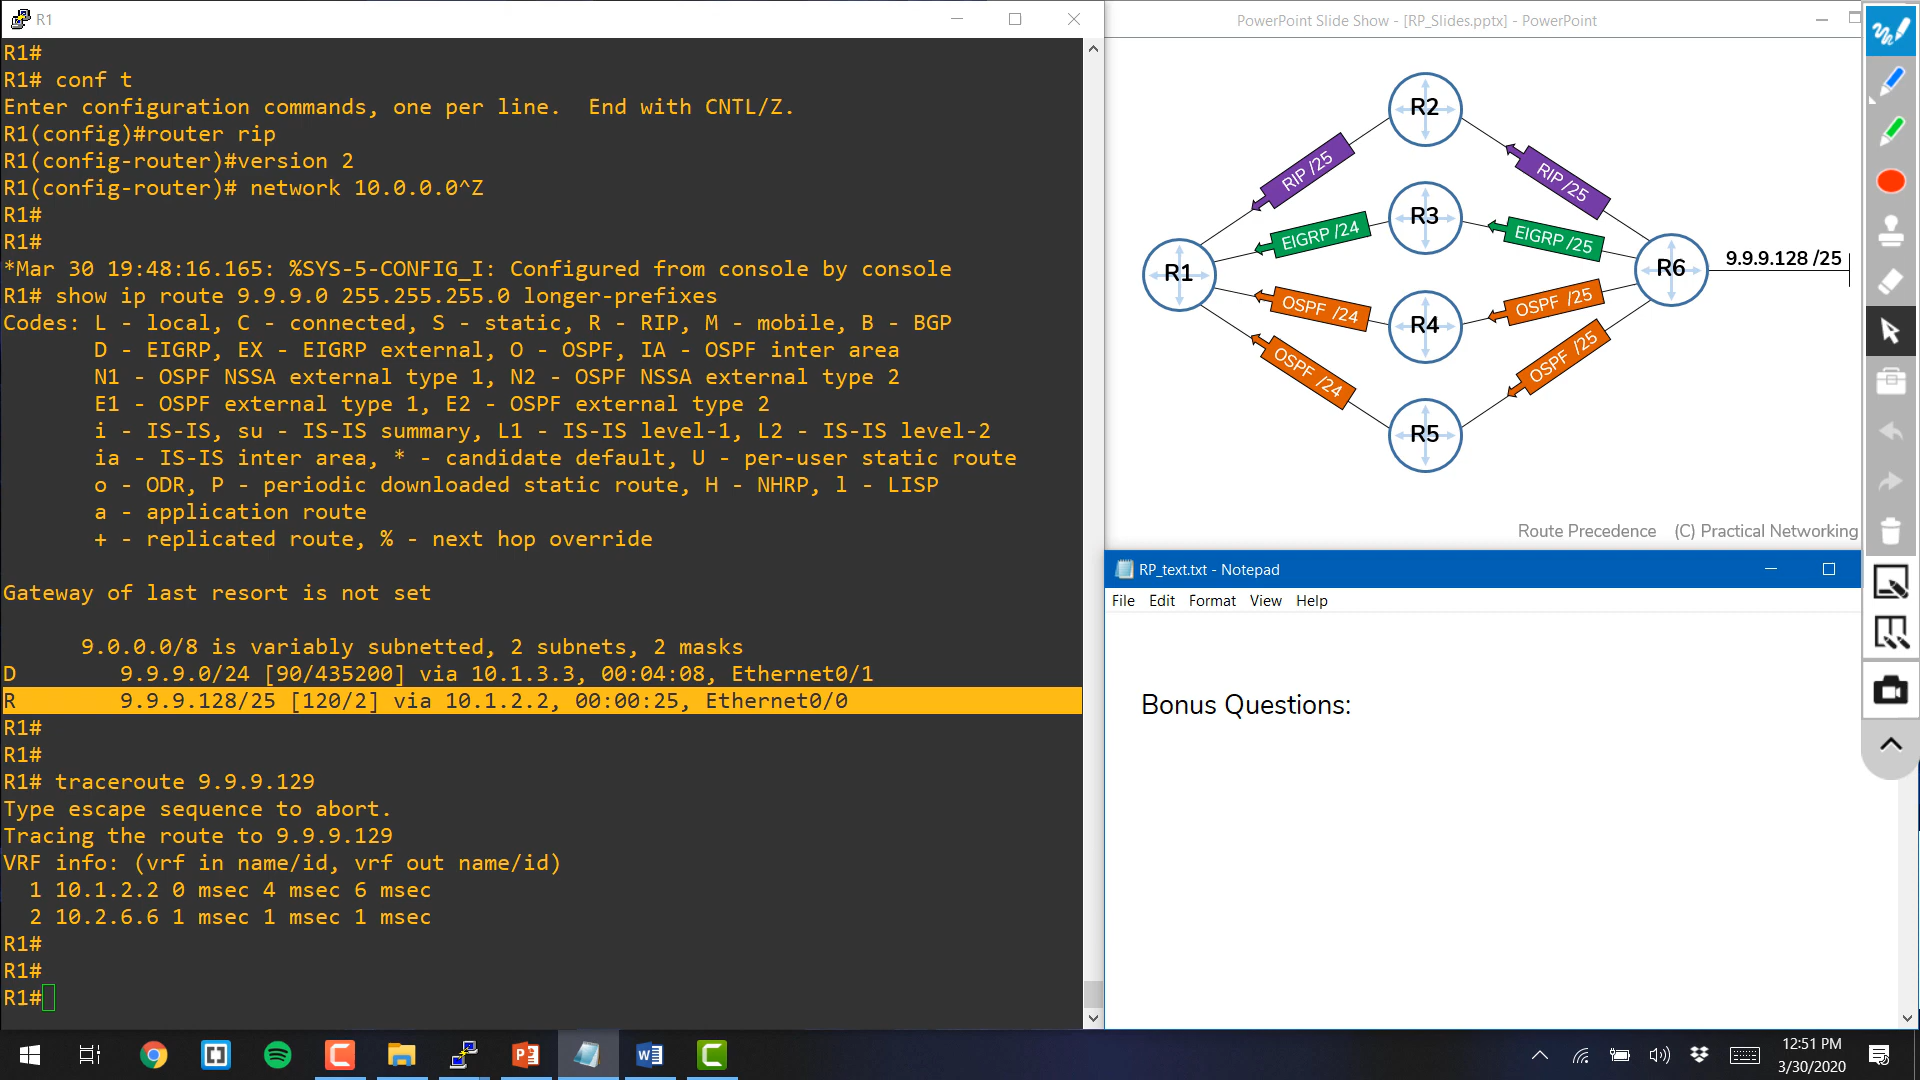 R1
R1#
R1# conf t
Enter configuration commands, one per line.  End with CNTL/Z.
R1(config)#router rip
R1(config-router)#version 2
R1(config-router)# network 10.0.0.0^Z
R1#
R1#
*Mar 30 19:48:16.165: %SYS-5-CONFIG_I: Configured from console by console
R1# show ip route 9.9.9.0 255.255.255.0 longer-prefixes
Codes: L - local, C - connected, S - static, R - RIP, M - mobile, B - BGP
D - EIGRP, EX - EIGRP external, O - OSPF, IA - OSPF inter area
N1 - OSPF NSSA external type 1, N2 - OSPF NSSA external type 2
E1 - OSPF external type 1, E2 - OSPF external type 2
i - IS-IS, su - IS-IS summary, L1 - IS-IS level-1, L2 - IS-IS level-2
ia - IS-IS inter area, * - candidate default, U - per-user static route
o - ODR, P - periodic downloaded static route, H - NHRP, l - LISP
a - application route
+ - replicated route, % - next hop override
Gateway of last resort is not set
9.0.0.0/8 is variably subnetted, 2 subnets, 2 masks
D        9.9.9.0/24 [90/435200] via 10.1.3.3, 00:04:08, Ethernet0/1
R        9.9.9.128/25 [120/2] via 10.1.2.2, 00:00:25, Ethernet0/0
R1#
R1#
R1# traceroute 9.9.9.129
Type escape sequence to abort.
Tracing the route to 9.9.9.129
VRF info: (vrf in name/id, vrf out name/id)
1 10.1.2.2 0 msec 4 msec 6 msec
2 10.2.6.6 1 msec 1 msec 1 msec
R1#
R1#
R1#
PowerPoint Slide Show - [RP_Slides.pptx] - PowerPoint
R2
RIP /25
RIP /25
R3
EIGRP /24
EIGRP /25
R1
R6
9.9.9.128 /25
OSPF /24
OSPF /25
R4
OSPF /24
OSPF /25
R5
Route Precedence (C) Practical Networking
RP_text.txt - Notepad
File Edit Format View Help
Bonus Questions:
12:51 PM
3/30/2020